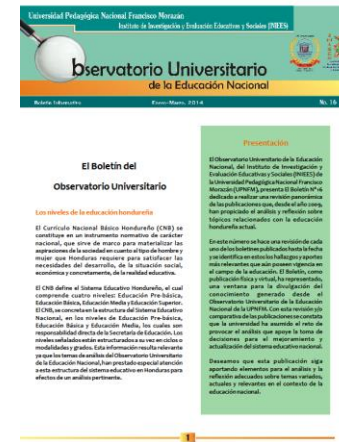 Universidad Pedagógica Nacional Francisco Morazán
Instituto de Investigación y Evaluación Educativas y Sociales (INIEES)
bservatorio Universitario
de la Educación Nacional
Boletín Informativo
Enero-Marzo, 2014
No. 16
El Boletín del
Observatorio Universitario
Los niveles de la educación hondureña
El Currículo Nacional Básico Hondureño (CNB) se
constituye en un instrumento normativo de carácter
nacional, que sirve de marco para materializar las
aspiraciones de la sociedad en cuanto al tipo de hombre y
mujer que Honduras requiere para satisfacer las
necesidades del desarrollo, de la situación social,
económica y concretamente, de la realidad educativa.
El CNB define el Sistema Educativo Hondureño, el cual
comprende cuatro niveles: Educación Pre-básica,
Educación Básica, Educación Media y Educación Superior.
El CNB, se concreta en la estructura del Sistema Educativo
Nacional, en los niveles de Educación Pre-básica,
Educación Básica y Educación Media, los cuales son
responsabilidad directa de la Secretaría de Educación. Los
niveles señalados están estructurados a su vez en ciclos o
modalidades y grados. Esta información resulta relevante
ya que los temas de análisis del Observatorio Universitario
de la Educación Nacional, han prestado especial atención
a esta estructura del sistema educativo en Honduras para
efectos de un análisis pertinente.
Presentación
El Observatorio Universitario de la Educación
Nacional, del Instituto de Investigación y
Evaluación Educativas y Sociales (INIEES) de
la Universidad Pedagógica Nacional Francisco
Morazán (UPNFM), presenta El Boletín N°16
dedicado a realizar una revisión panorámica
de las publicaciones que, desde el año 2009,
han propiciado el análisis y reflexión sobre
tópicos relacionados con la educación
hondureña actual.
En este número se hace una revisión de cada
uno de los boletines publicados hasta la fecha
y se identifica en estos los hallazgos y aportes
más relevantes que aún poseen vigencia en
el campo de la educación. El Boletín, como
publicación física y virtual, ha representado,
una ventana para la divulgación del
conocimiento generado desde el
Observatorio Universitario de la Educación
Nacional de la UPNFM. Con esta revisión y/o
comparativo de las publicaciones se constata
que la universidad ha asumido el reto de
provocar el análisis que apoye la toma de
decisiones para el mejoramiento y
actualización del sistema educativo nacional.
Deseamos que esta publicación siga
aportando elementos para el análisis y la
reflexión adecuados sobre temas variados,
actuales y relevantes en el contexto de la
educación nacional.
1